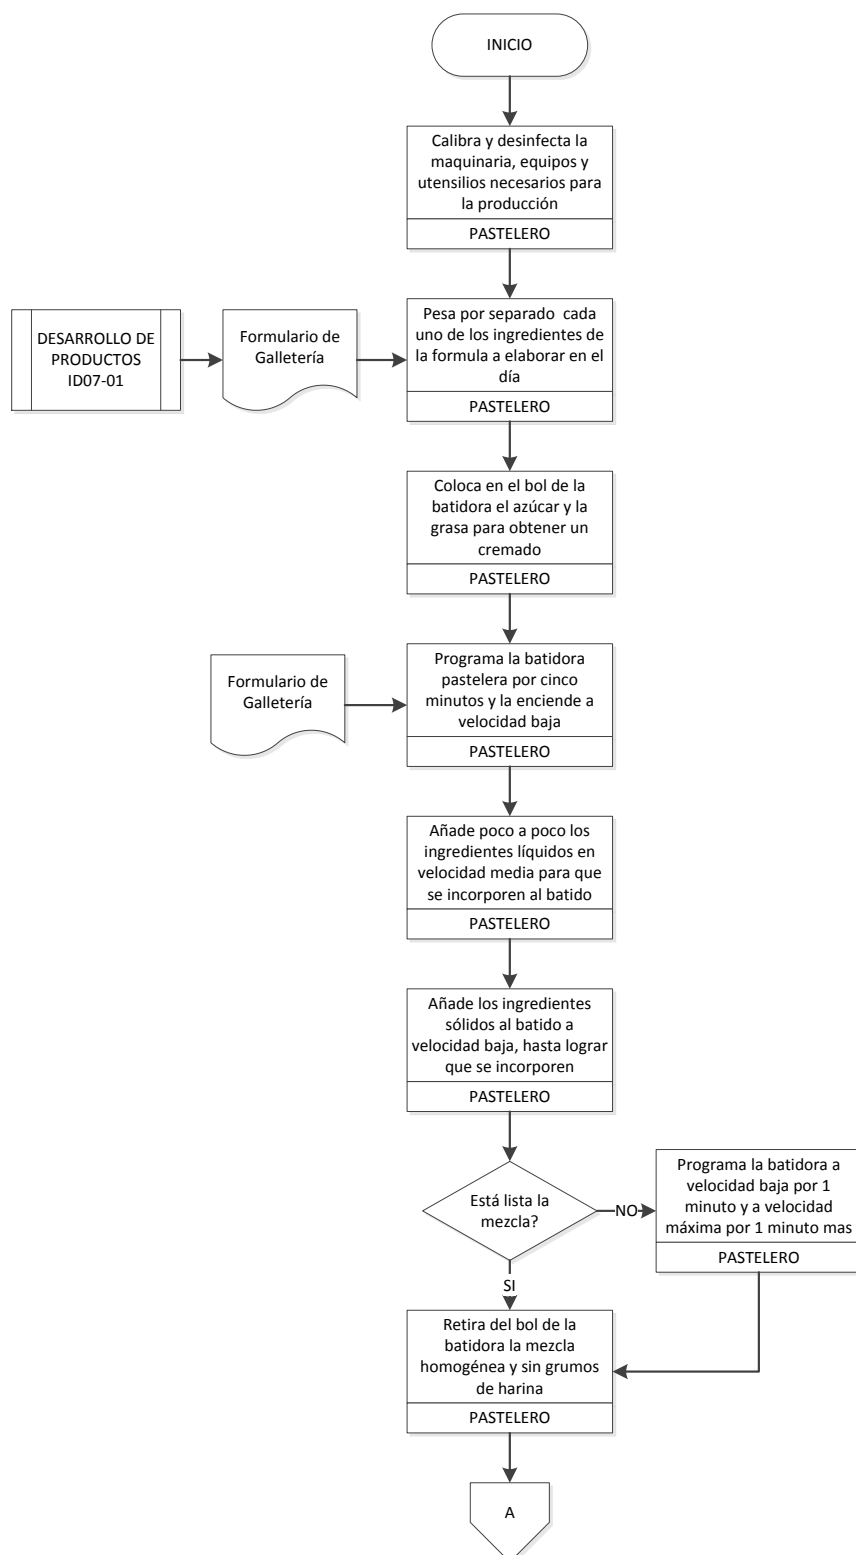 INICIO
Calibra y desinfecta la
maquinaria, equipos y
utensilios necesarios para
la producción
PASTELERO
DESARROLLO DE
PRODUCTOS
ID07-01
Formulario de
Galletería
Pesa por separado  cada
uno de los ingredientes de
la formula a elaborar en el
día
PASTELERO
Coloca en el bol de la
batidora el azúcar y la
grasa para obtener un
cremado
PASTELERO
Formulario de
Galletería
Programa la batidora
pastelera por cinco
minutos y la enciende a
velocidad baja
PASTELERO
Añade poco a poco los
ingredientes líquidos en
velocidad media para que
se incorporen al batido
PASTELERO
Añade los ingredientes
sólidos al batido a
velocidad baja, hasta lograr
que se incorporen
PASTELERO
Está lista la
mezcla?
NO
Programa la batidora a
velocidad baja por 1
minuto y a velocidad
máxima por 1 minuto mas
PASTELERO
SI
Retira del bol de la
batidora la mezcla
homogénea y sin grumos
de harina
PASTELERO
A